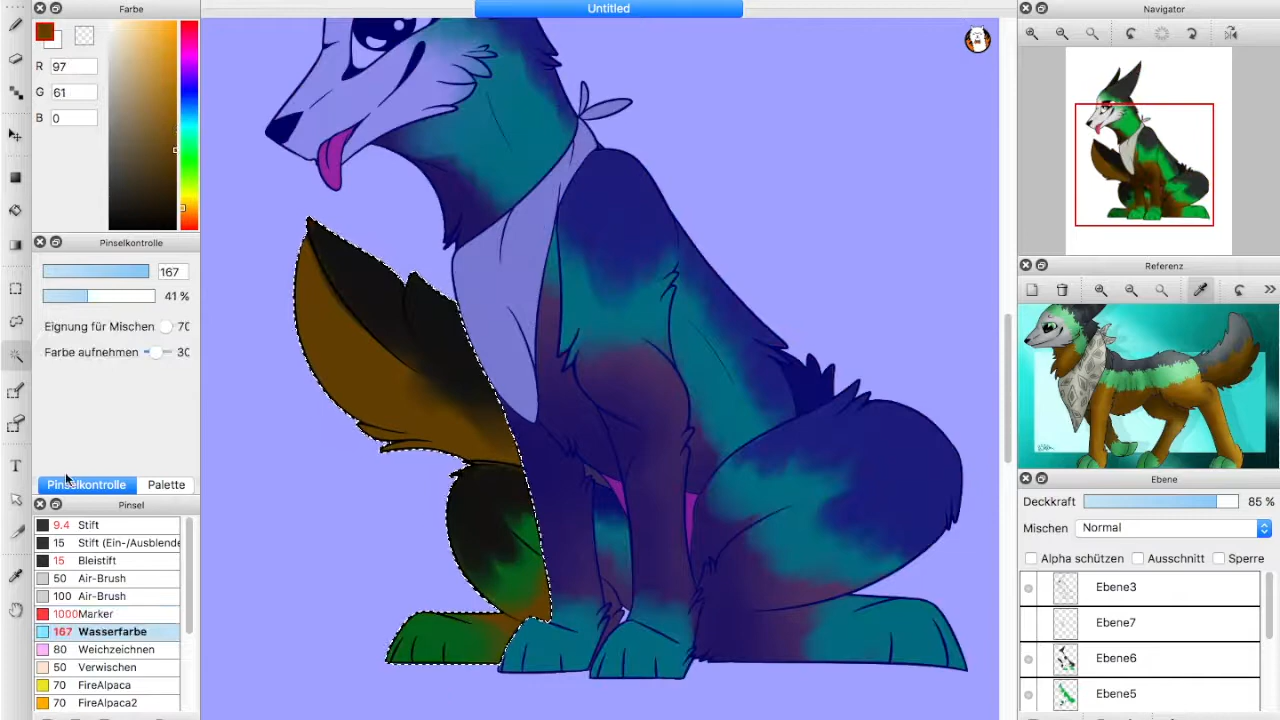 Farbe
Untitled
Navigator
R 97
G 61
B 0
Pinselkontrolle
167
41 %
Eignung für Mischen 70
Farbe aufnehmen 30
Pinselkontrolle Palette
Pinsel
9.4 Stift
15 Stift (Ein-/Ausblende
15 Bleistift
50 Air-Brush
100 Air-Brush
1000 Marker
167 Wasserfarbe
80 Weichzeichnen
50 Verwischen
70 FireAlpaca
70 FireAlpaca2
Referenz
Ebene
Deckkraft 85 %
Mischen Normal
Alpha schützen Ausschnitt Sperre
Ebene3
Ebene7
Ebene6
Ebene5
T